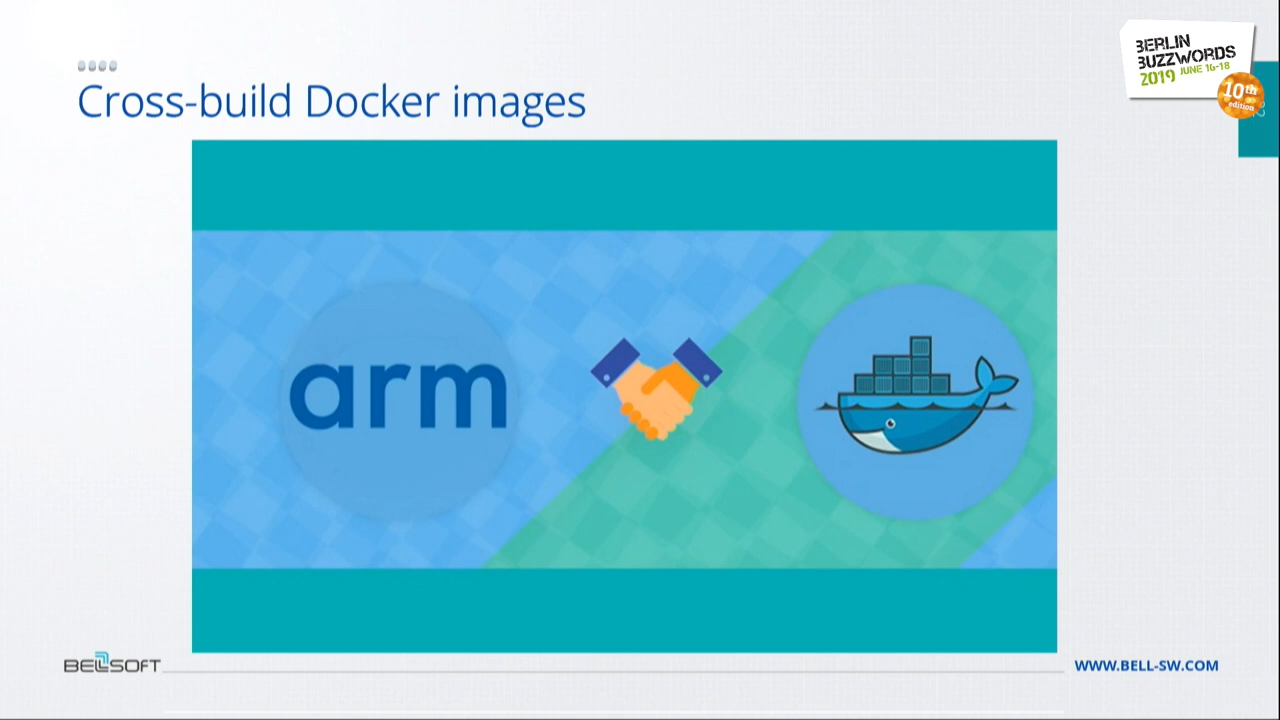 BERLIN
BUZZWORDS
2019 JUNE 16-18
10th
edition
Cross-build Docker images
arm
BELLSOFT
WWW.BELL-SW.COM